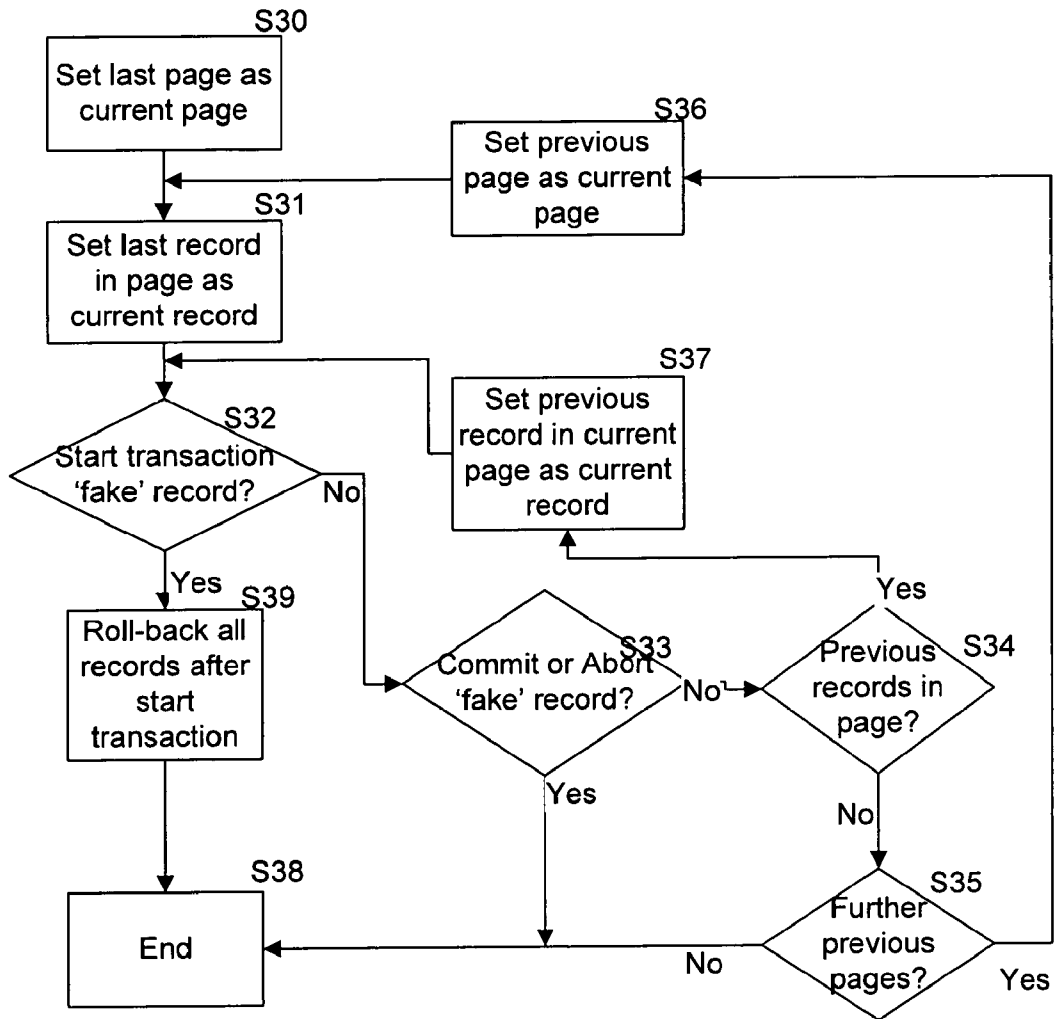 S30
Set last page as
current page
S36
Set previous
page as current
page
S31
Set last record
in page as
current record
S37
Set previous
record in current
page as current
record
S32
Start transaction
‘fake’ record?
No
Yes
S39
Roll-back all
records after
start
transaction
S33
Commit or Abort
‘fake’ record?
No
Yes
S34
Previous
records in
page?
Yes
No
S38
End
S35
Further
previous
pages?
No
Yes